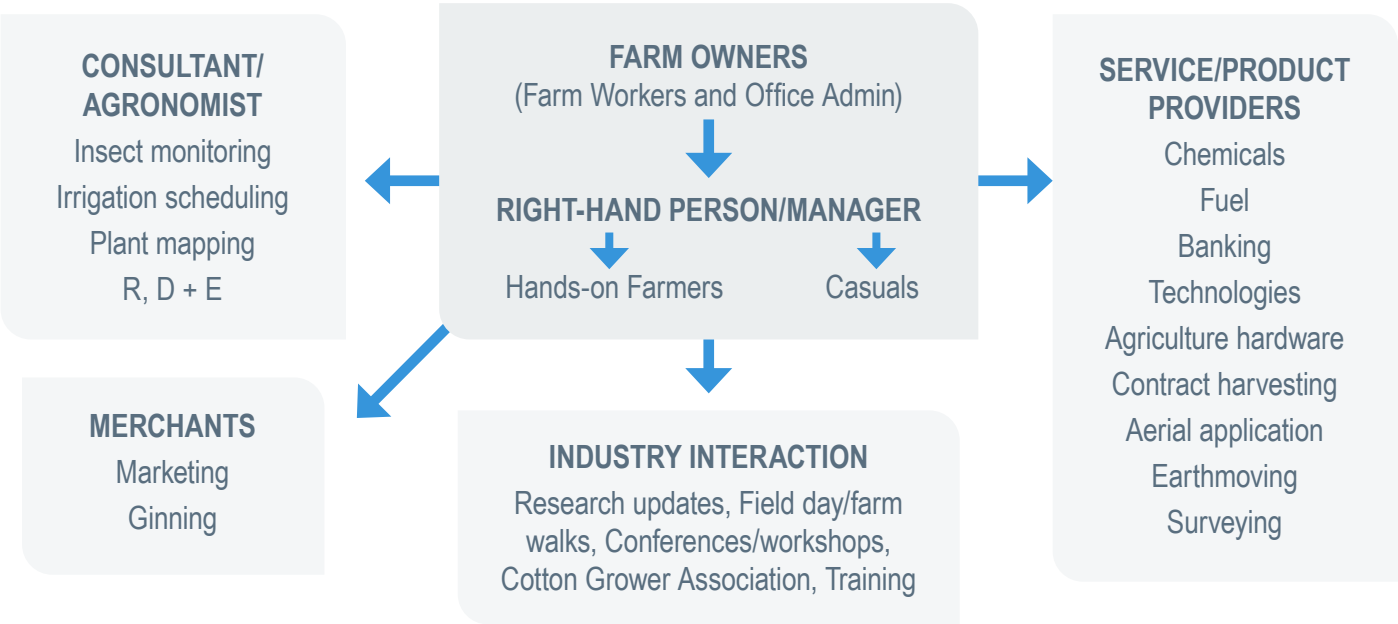 CONSULTANT/
AGRONOMIST
Insect monitoring
Irrigation scheduling
Plant mapping
R, D + E
FARM OWNERS
(Farm Workers and Office Admin)
RIGHT-HAND PERSON/MANAGER
Hands-on Farmers
Casuals
SERVICE/PRODUCT
PROVIDERS
Chemicals
Fuel
Banking
Technologies
Agriculture hardware
Contract harvesting
Aerial application
Earthmoving
Surveying
MERCHANTS
Marketing
Ginning
INDUSTRY INTERACTION
Research updates, Field day/farm
walks, Conferences/workshops,
Cotton Grower Association, Training